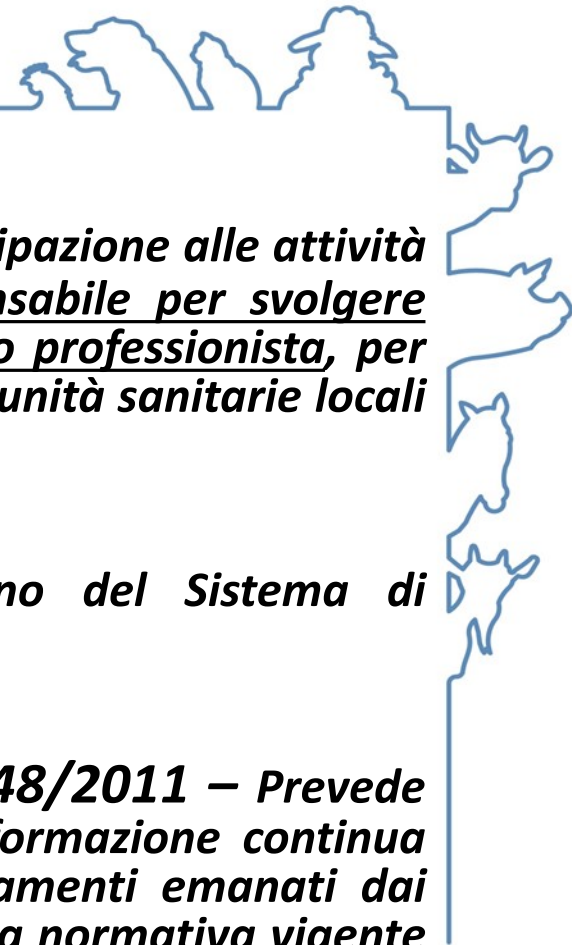 ipazione alle attività
nsabile per svolgere
o professionista, per
unità sanitarie locali
no del Sistema di
48/2011 – Prevede
formazione continua
amenti emanati dai
a normativa vigente